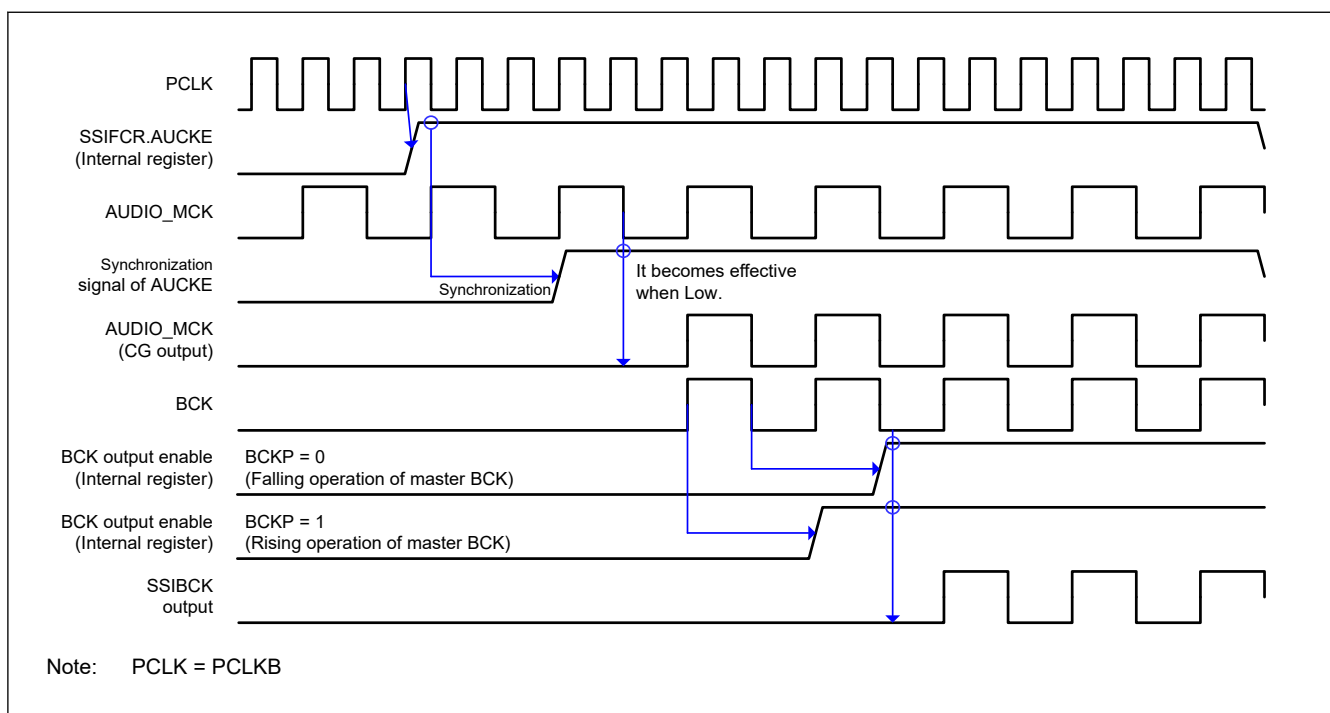 PCLK
SSIFCR.AUCKE
(Internal register)
AUDIO_MCK
Synchronization
signal of AUCKE
Synchronization
It becomes effective
when Low.
AUDIO_MCK
(CG output)
BCK
BCK output enable
(Internal register)
BCKP = 0
(Falling operation of master BCK)
BCK output enable
(Internal register)
BCKP = 1
(Rising operation of master BCK)
SSIBCK
output
Note: PCLK = PCLKB